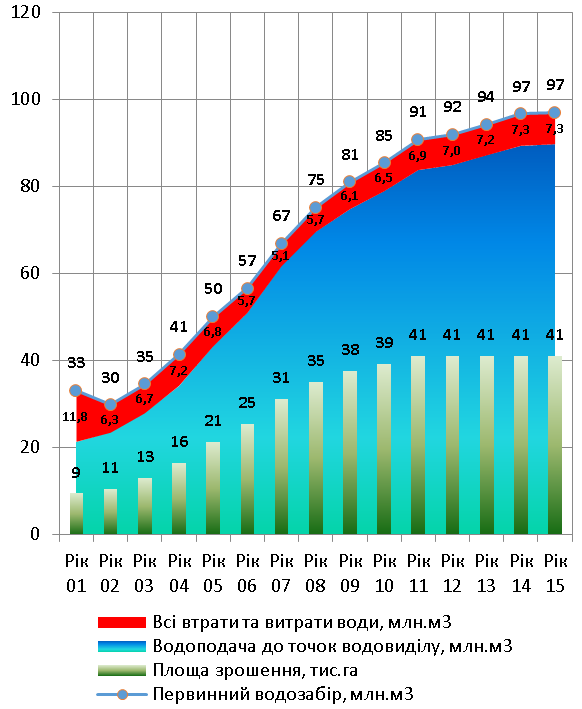 120
100
80
60
40
20
0
33 30 35 41 50 57 67 75 81 85 91 92 94 97 97
11,8 6,3 6,7 7,2 6,8 5,7 5,1 5,7 6,1 6,5 6,9 7,0 7,2 7,3 7,3
9 11 13 16 21 25 31 35 38 39 41 41 41 41 41
Рік Рік Рік Рік Рік Рік Рік Рік Рік Рік Рік Рік Рік Рік Рік
01 02 03 04 05 06 07 08 09 10 11 12 13 14 15
Всі втрати та витрати води, млн.м3
Водоподача до точок водовиділу, млн.м3
Площа зрошення, тис.га
Первинний водозабір, млн.м3